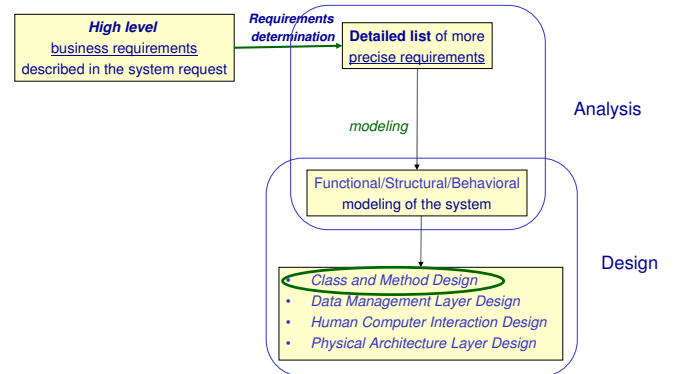 High level
business requirements
described in the system request
Requirements
determination
Detailed list of more
precise requirements
Analysis
modeling
Functional/Structural/Behavioral
modeling of the system
Design
• Class and Method Design
• Data Management Layer Design
• Human Computer Interaction Design
• Physical Architecture Layer Design